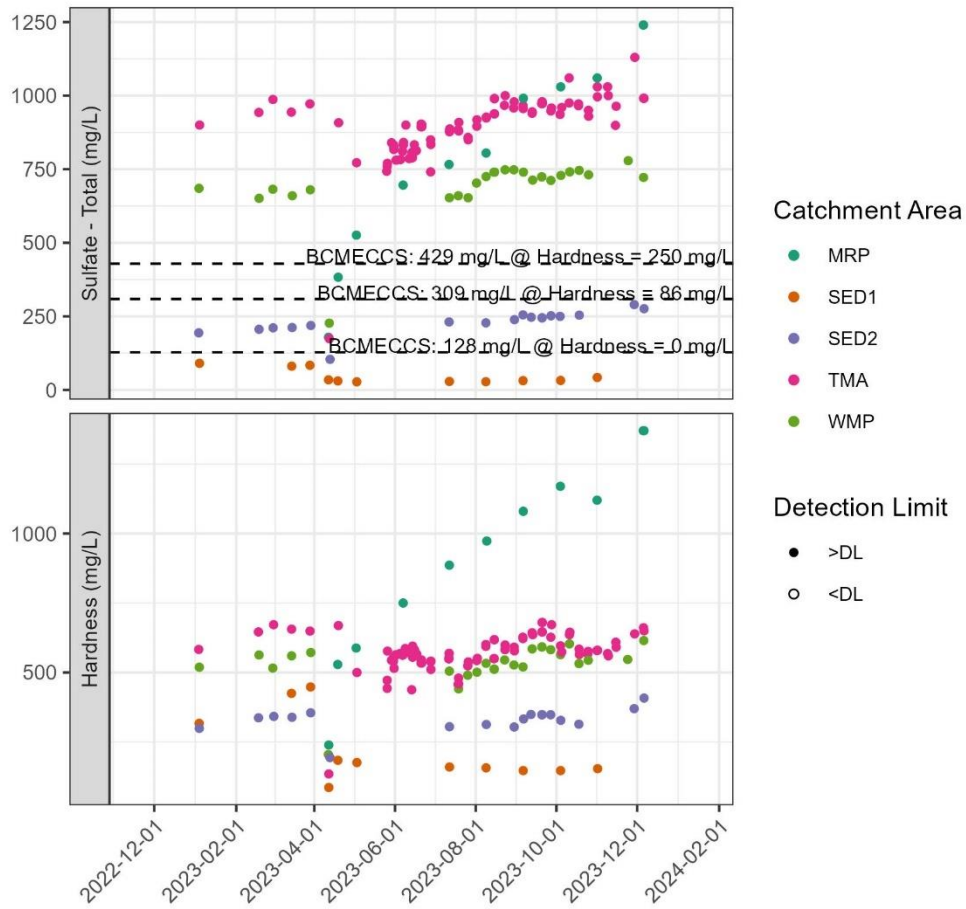 1250
1000
750
500
250
0
Sulfate - Total (mg/L)
BCMECCS: 429 mg/L @ Hardness = 250 mg/L
BCMECCS: 309 mg/L @ Hardness = 86 mg/L
BCMECCS: 128 mg/L @ Hardness = 0 mg/L
1000
500
Hardness (mg/L)
2022-12-01
2023-02-01
2023-04-01
2023-06-01
2023-08-01
2023-10-01
2023-12-01
2024-02-01
Catchment Area
MRP
SED1
SED2
TMA
WMP
Detection Limit
>DL
<DL